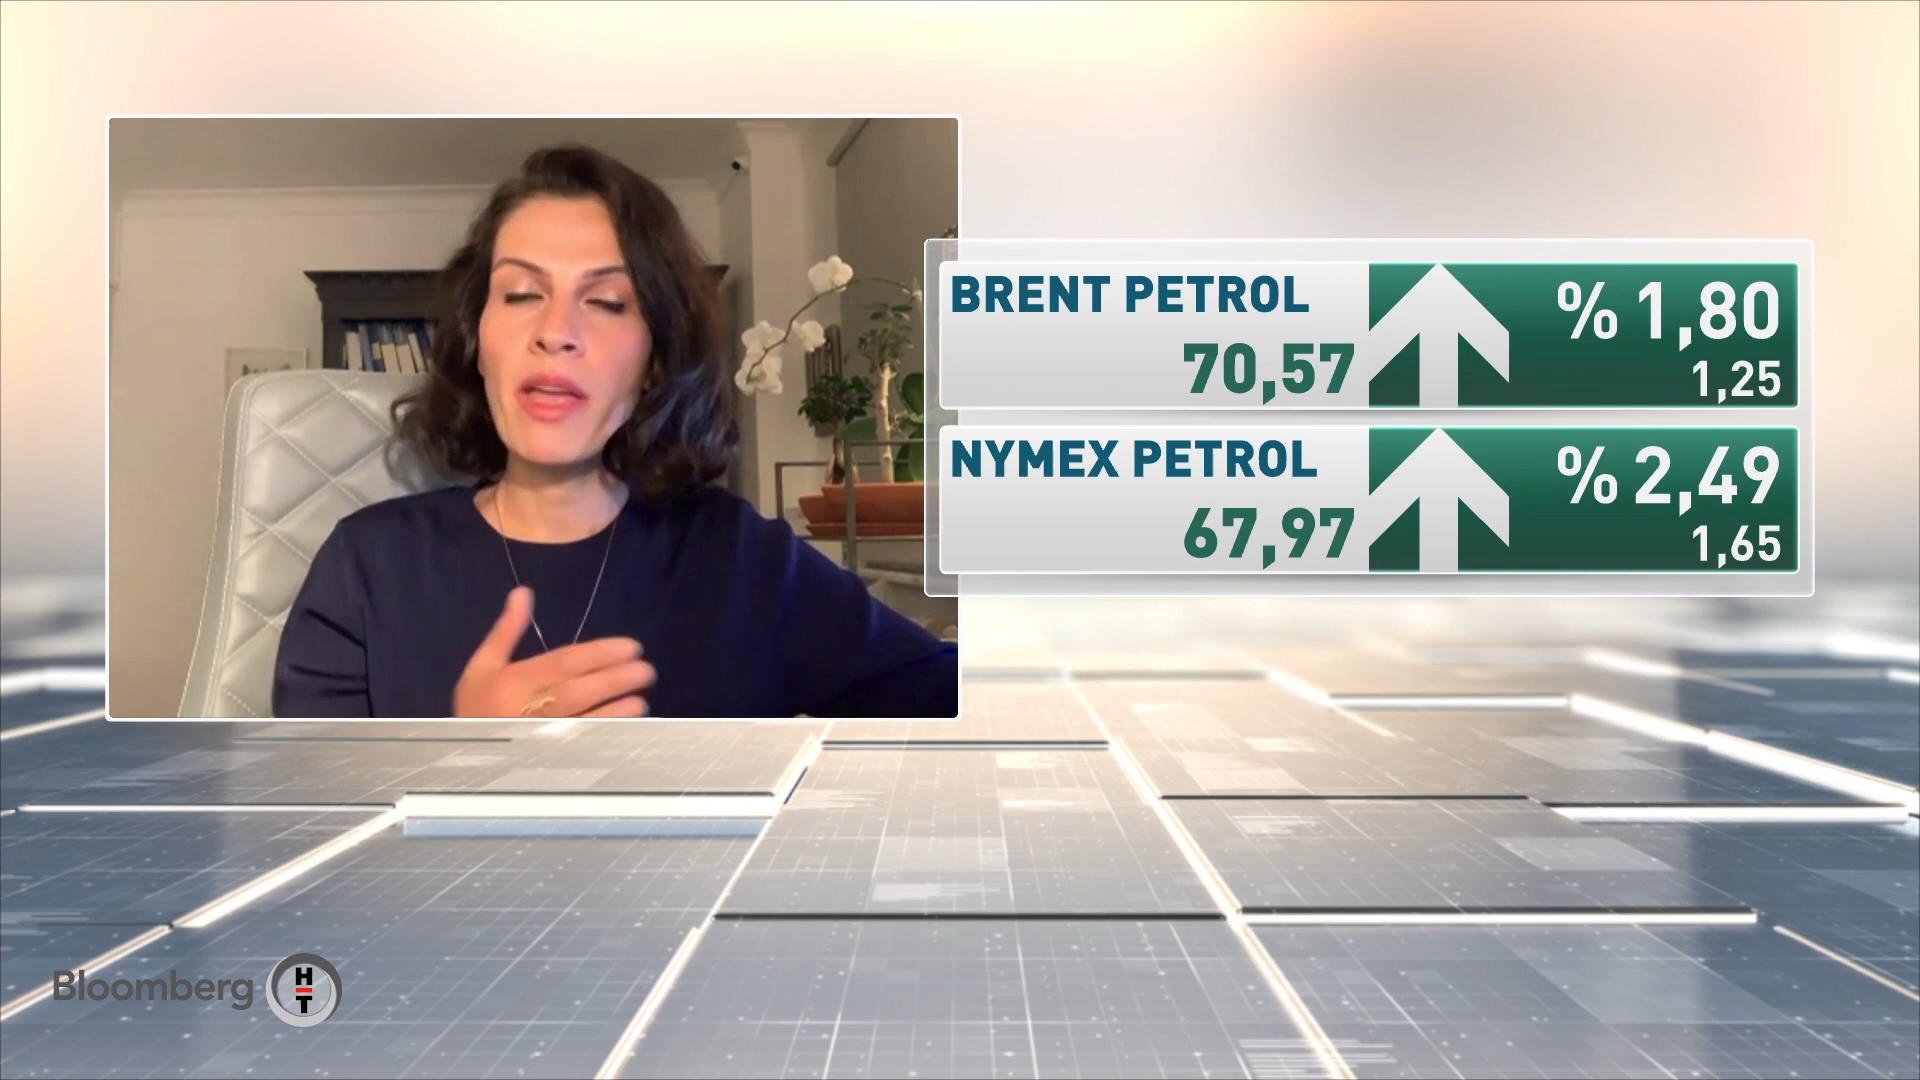 BRENT PETROL
70,57
% 1,80
1,25
NYMEX PETROL
67,97
% 2,49
1,65
Bloomberg HT